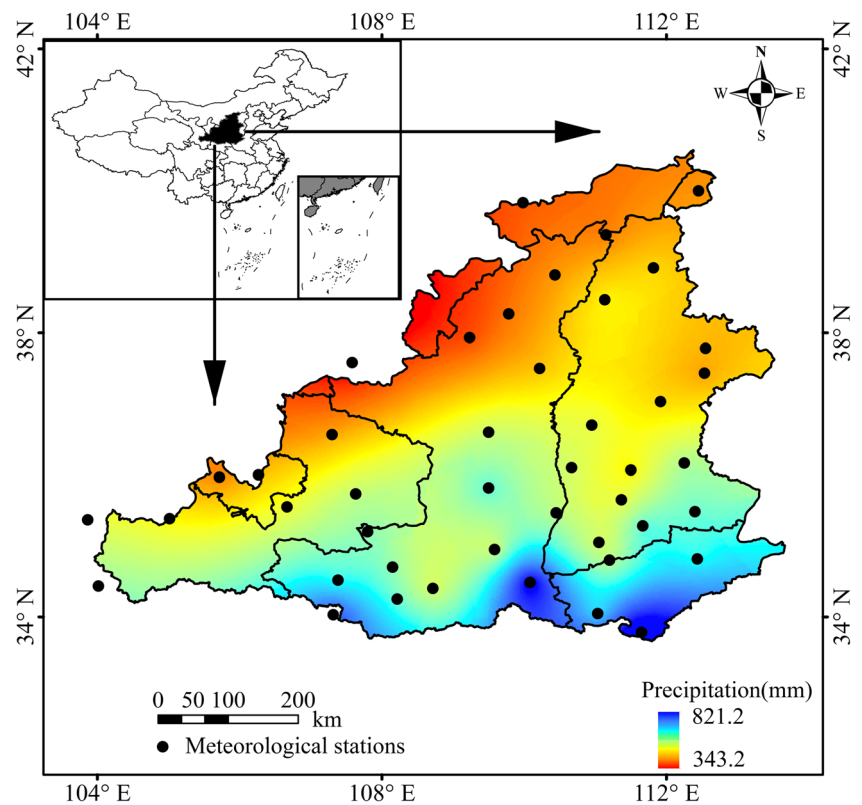 104° E 108° E 112° E
42° N 42° N
N
W E
S
38° N 38° N
34° N 34° N
Precipitation(mm)
821.2
343.2
0 50 100 200
km
Meteorological stations
104° E 108° E 112° E